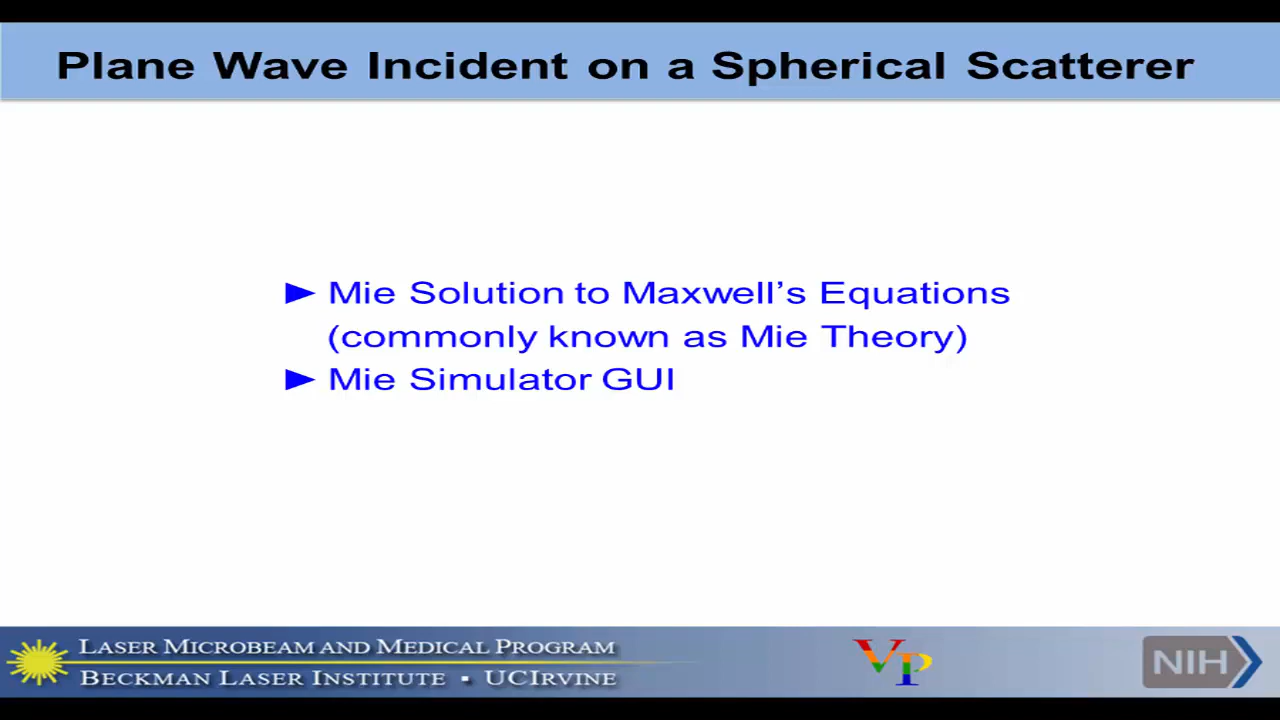 Plane Wave Incident on a Spherical Scatterer
► Mie Solution to Maxwell’s Equations
(commonly known as Mie Theory)
► Mie Simulator GUI
LASER MICROBEAM AND MEDICAL PROGRAM
BECKMAN LASER INSTITUTE ▪ UCIRVINE
VP
NIH